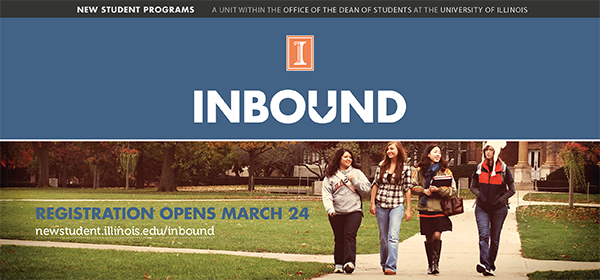 NEW STUDENT PROGRAMS A UNIT WITHIN THE OFFICE OF THE DEAN OF STUDENTS AT THE UNIVERSITY OF ILLINOIS
I
INBOUND
REGISTRATION OPENS MARCH 24
newstudent.illinois.edu/inbound